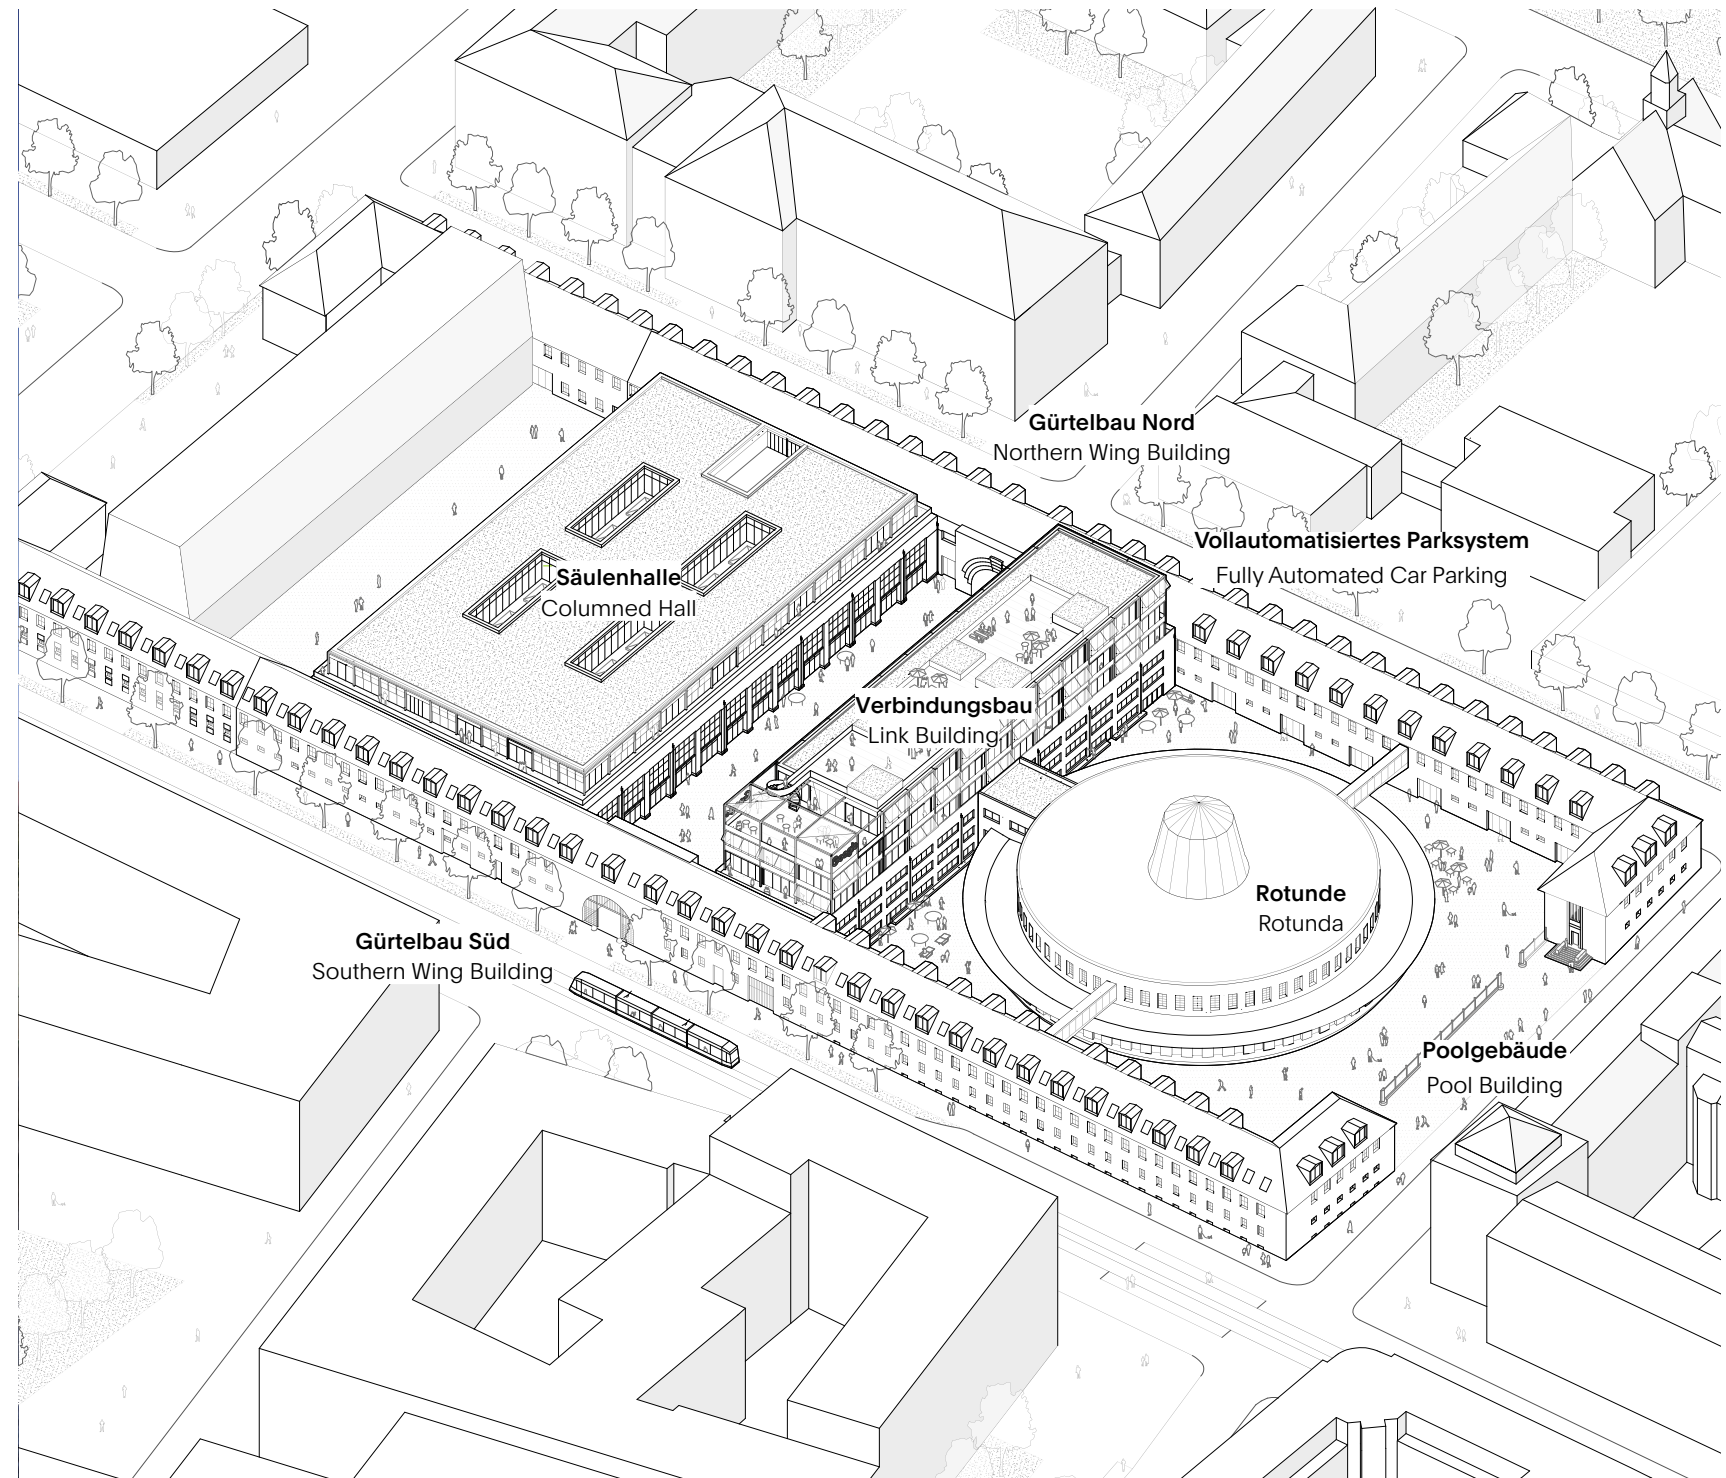 Gürtelbau Nord
Northern Wing Building
Vollautomatisiertes Parksystem
Fully Automated Car Parking
Säulenhalle
Columned Hall
Verbindungsbau
Link Building
Rotunde
Rotunda
Gürtelbau Süd
Southern Wing Building
Poolgebäude
Pool Building